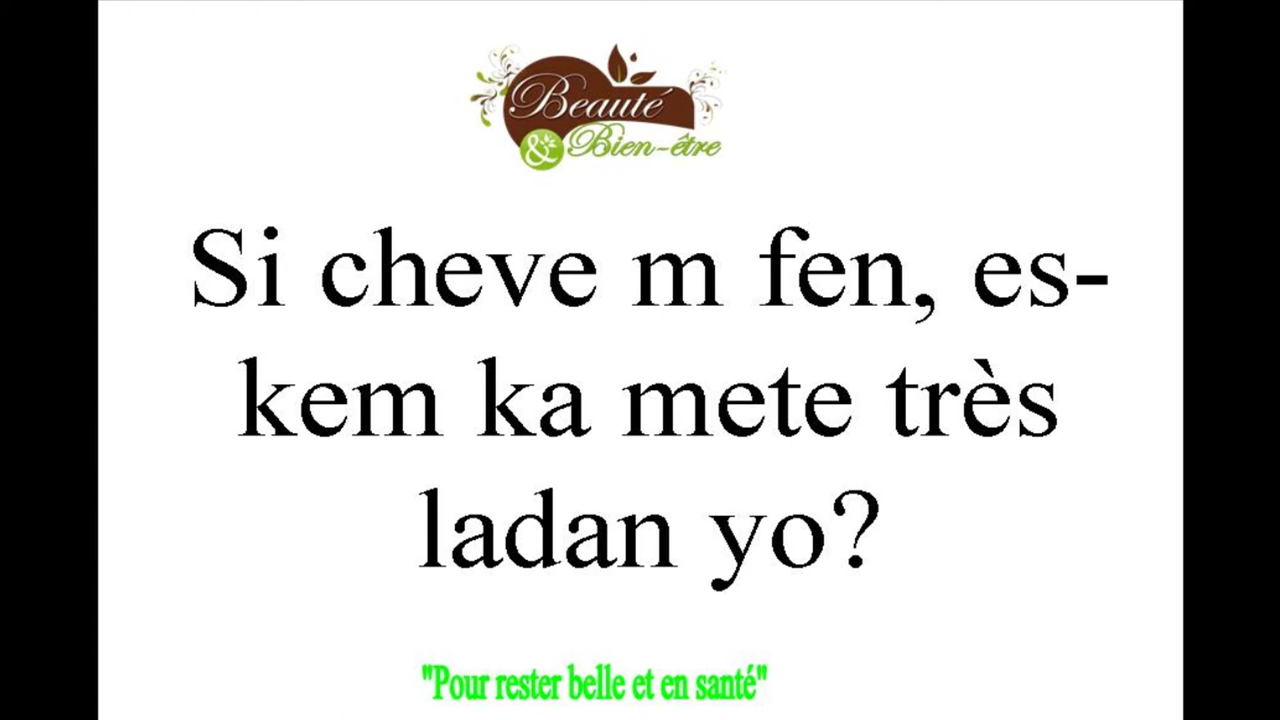 Beauté
& Bien-être
Si cheve m fen, es-
kem ka mete très
ladan yo?
"Pour rester belle et en santé"